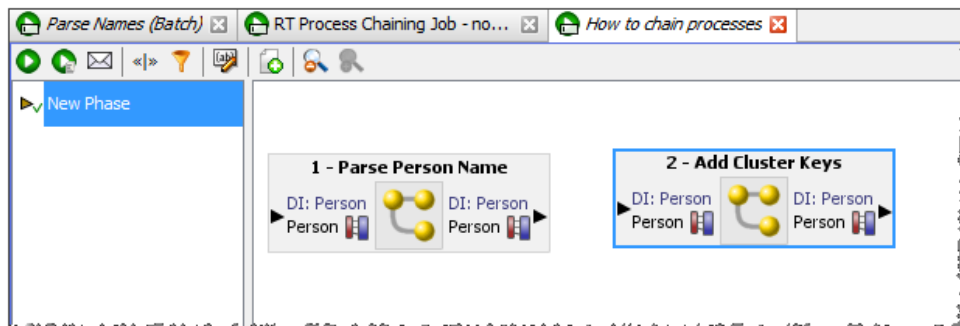 Parse Names (Batch)
RT Process Chaining Job - no...
How to chain processes
New Phase
1 - Parse Person Name
DI: Person
Person
DI: Person
Person
2 - Add Cluster Keys
DI: Person
Person
DI: Person
Person